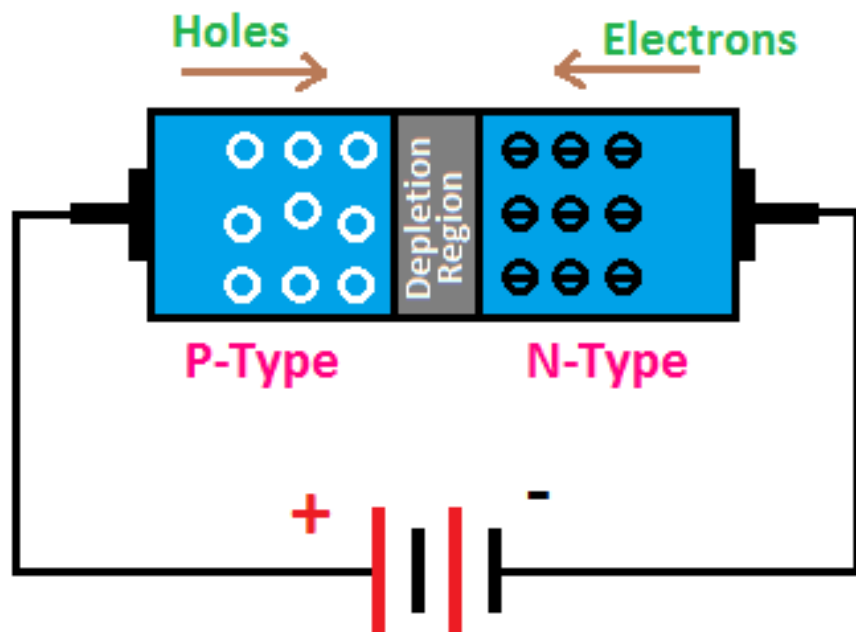 Holes
Electrons
Depletion
Region
P-Type
N-Type
+
-